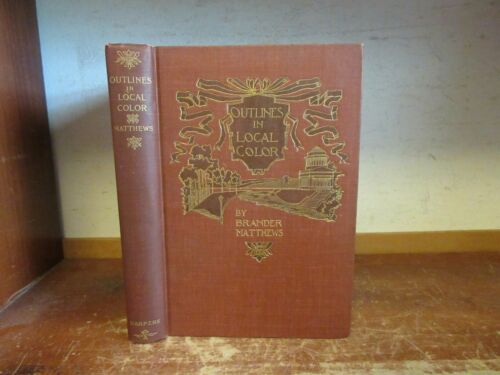 OUTLINES
IN
LOCAL
COLOR
MATTHEWS
HARPERS
OUTLINES
IN
LOCAL
COLOR
BY
BRANDER
MATTHEWS